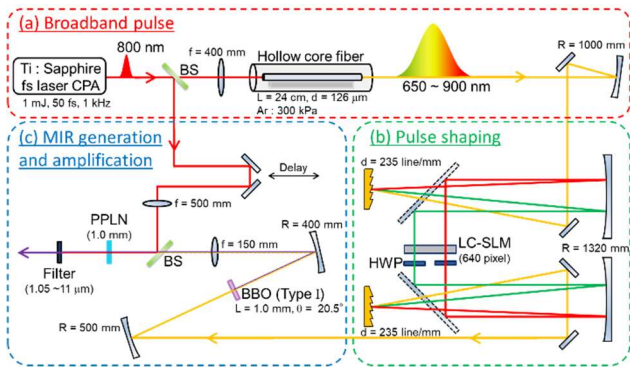 (a) Broadband pulse
800 nm
Ti : Sapphire
fs laser CPA
1 mJ, 50 fs, 1 kHz
BS
f = 400 mm
Hollow core fiber
L = 24 cm, d = 126 μm
Ar : 300 kPa
650 ~ 900 nm
R = 1000 mm
(c) MIR generation
and amplification
Delay
f = 500 mm
PPLN
(1.0 mm)
Filter
(1.05 ~11 μm)
BS
f = 150 mm
R = 400 mm
BBO (Type I)
L = 1.0 mm, θ = 20.5°
R = 500 mm
(b) Pulse shaping
d = 235 line/mm
LC-SLM
(640 pixel)
HWP
R = 1320 mm
d = 235 line/mm